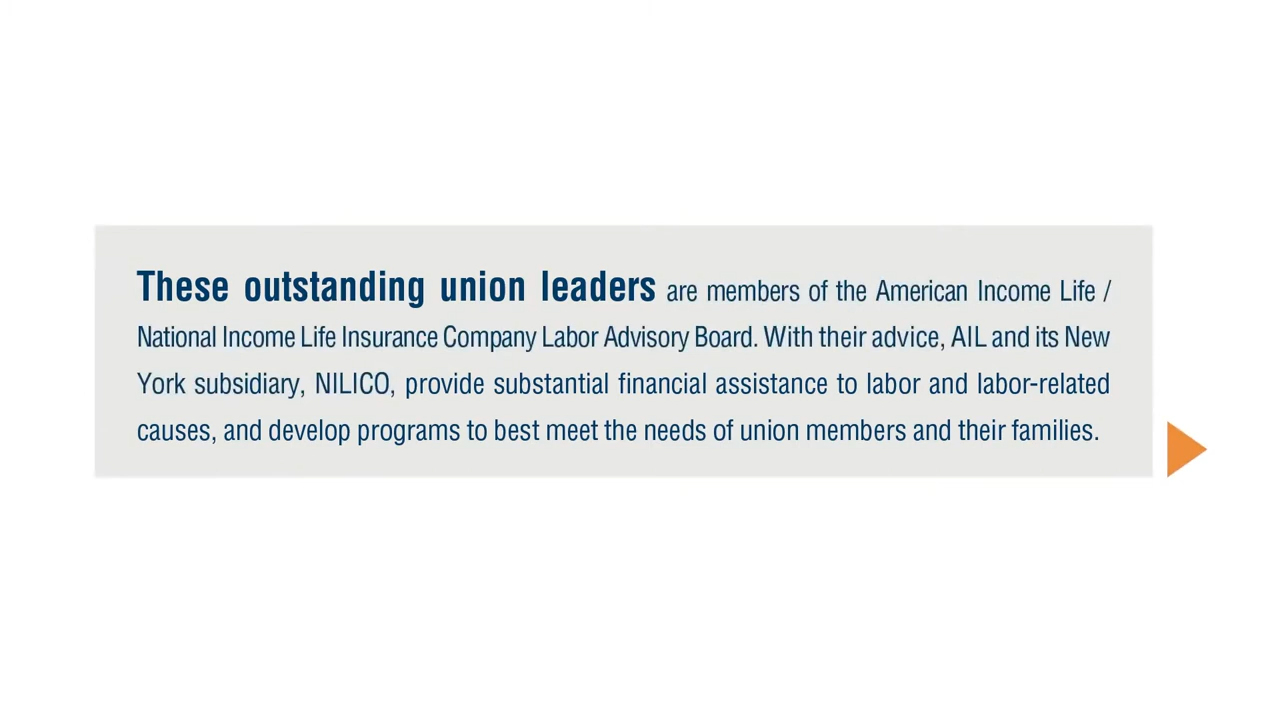 These outstanding union leaders are members of the American Income Life /
National Income Life Insurance Company Labor Advisory Board. With their advice, AIL and its New
York subsidiary, NILICO, provide substantial financial assistance to labor and labor-related
causes, and develop programs to best meet the needs of union members and their families.